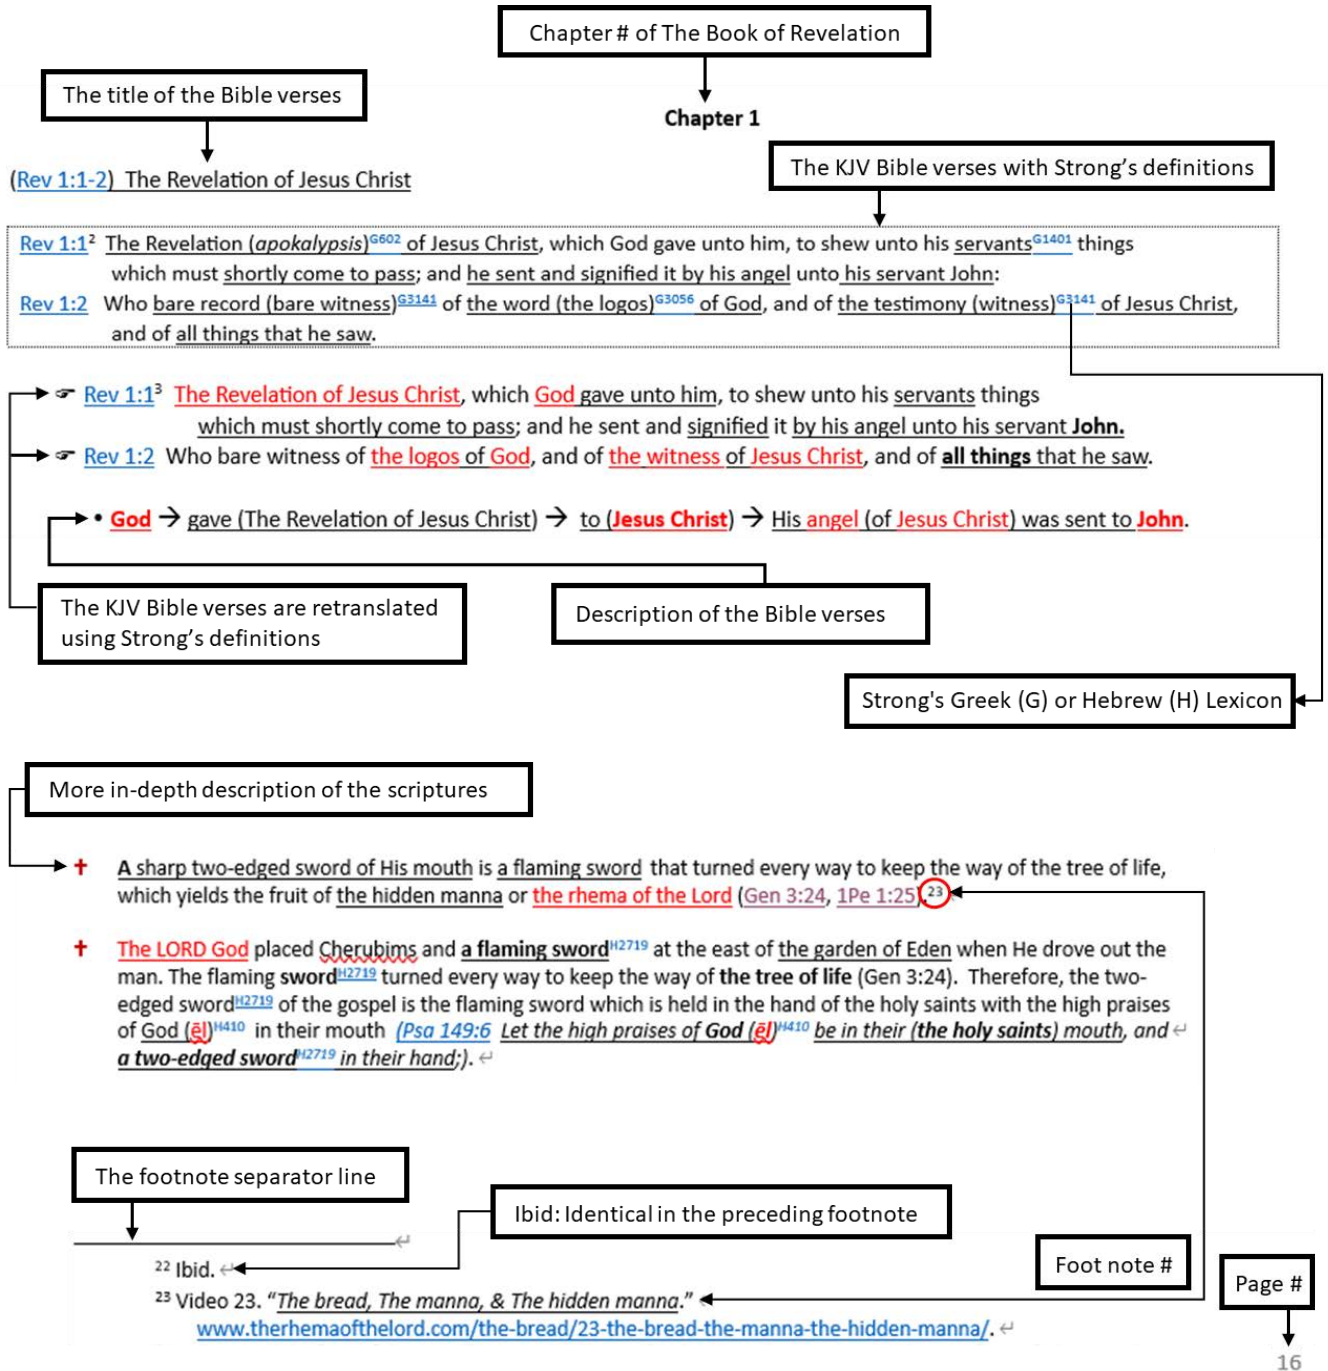 Chapter # of The Book of Revelation
The title of the Bible verses
Chapter 1
The KJV Bible verses with Strong's definitions
(Rev 1:1-2) The Revelation of Jesus Christ
Rev 1:1² The Revelation (apokalypsis)G602 of Jesus Christ, which God gave unto him, to shew unto his servantsG1401 things
which must shortly come to pass; and he sent and signified it by his angel unto his servant John:
Rev 1:2 Who bare record (bare witness)G3141 of the word (the logos)G3056 of God, and of the testimony (witness)G3141 of Jesus Christ,
and of all things that he saw.
☞ Rev 1:1³ The Revelation of Jesus Christ, which God gave unto him, to shew unto his servants things
which must shortly come to pass; and he sent and signified it by his angel unto his servant John.
☞ Rev 1:2 Who bare witness of the logos of God, and of the witness of Jesus Christ, and of all things that he saw.
• God → gave (The Revelation of Jesus Christ) → to (Jesus Christ) → His angel (of Jesus Christ) was sent to John.
The KJV Bible verses are retranslated
using Strong's definitions
Description of the Bible verses
Strong's Greek (G) or Hebrew (H) Lexicon
More in-depth description of the scriptures
✝ A sharp two-edged sword of His mouth is a flaming sword that turned every way to keep the way of the tree of life,
which yields the fruit of the hidden manna or the rhema of the Lord (Gen 3:24, 1Pe 1:25).²³
✝ The LORD God placed Cherubims and a flaming swordH2719 at the east of the garden of Eden when He drove out the
man. The flaming swordH2719 turned every way to keep the way of the tree of life (Gen 3:24). Therefore, the two-
edged swordH2719 of the gospel is the flaming sword which is held in the hand of the holy saints with the high praises
of God (ēl)H410 in their mouth (Psa 149:6 Let the high praises of God (ēl)H410 be in their (the holy saints) mouth, and ↵
a two-edged swordH2719 in their hand;). ↵
The footnote separator line
Ibid: Identical in the preceding footnote
²² Ibid. ↵
Foot note #
Page #
²³ Video 23. "The bread, The manna, & The hidden manna."
www.therhemaofthelord.com/the-bread/23-the-bread-the-manna-the-hidden-manna/. ↵
16